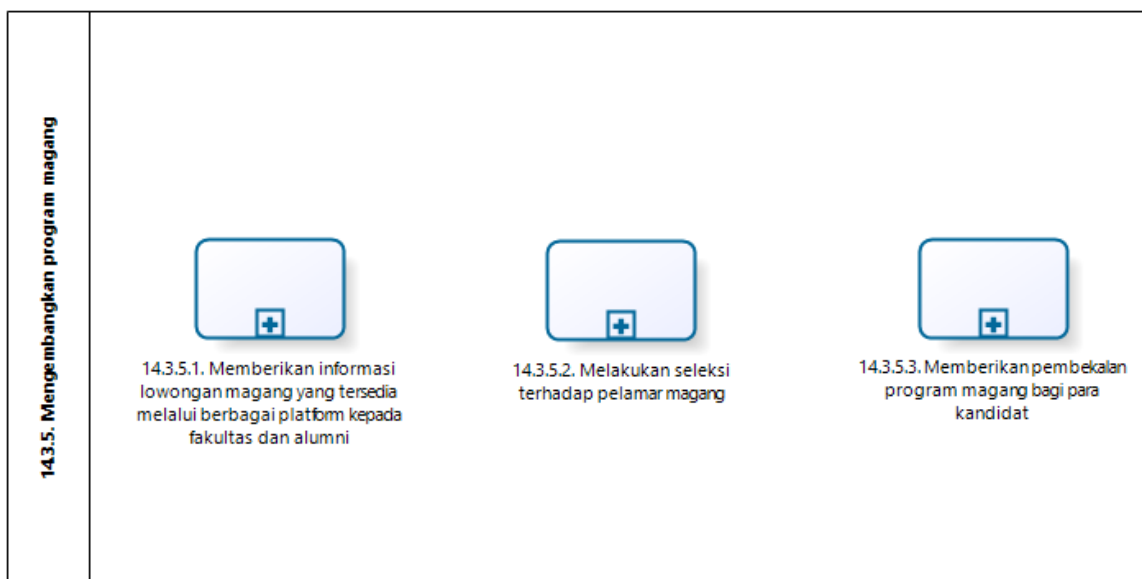 14.3.5. Mengembangkan program magang
14.3.5.1. Memberikan informasi
lowongan magang yang tersedia
melalui berbagai platform kepada
fakultas dan alumni
14.3.5.2. Melakukan seleksi
terhadap pelamar magang
14.3.5.3. Memberikan pembekalan
program magang bagi para
kandidat